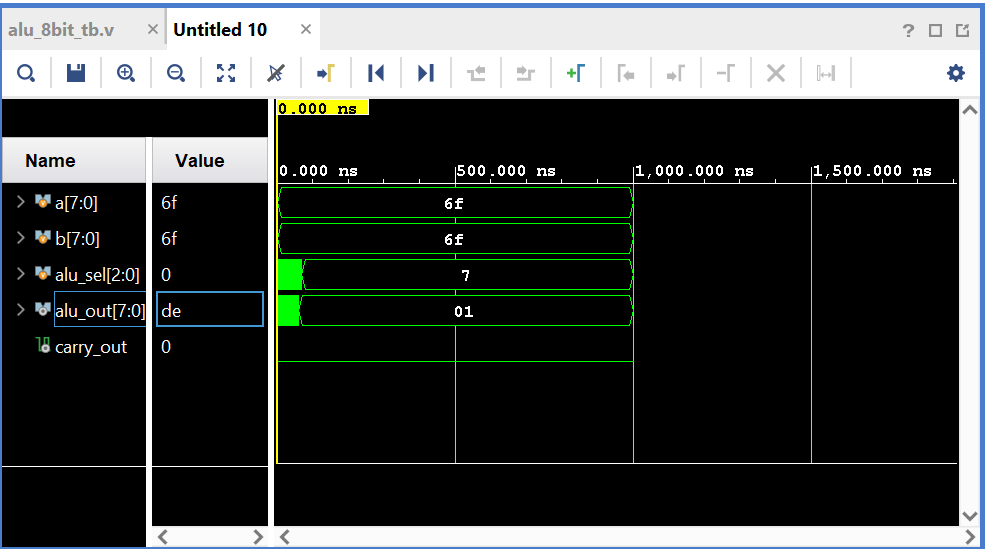 alu_8bit_tb.v × Untitled 10 × ?
0.000 ns
Name Value
0.000 ns 500.000 ns 1,000.000 ns 1,500.000 ns
a[7:0] 6f 6f
b[7:0] 6f 6f
alu_sel[2:0] 0 7
alu_out[7:0] de 01
carry_out 0